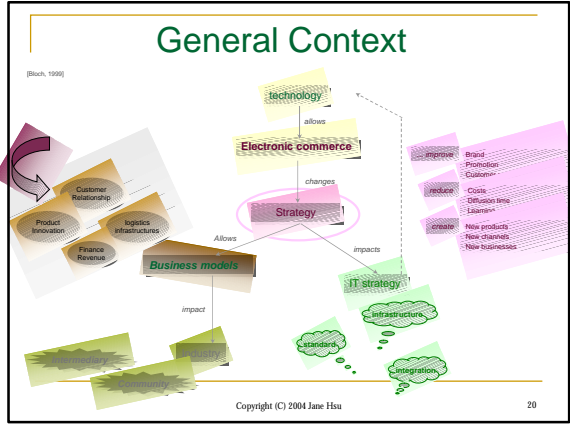 General Context
[Bloch, 1999]
technology
allows
Electronic commerce
changes
Strategy
Allows
impacts
Business models
IT strategy
impact
Industry
Intermediary
Community
Customer
Relationship
Product
Innovation
logistics
infrastructures
Finance
Revenue
improve
Brand
Promotion
Customer
reduce
Costs
Diffusion time
Learning
create
New products
New channels
New businesses
infrastructure
standard
integration
Copyright (C) 2004 Jane Hsu
20